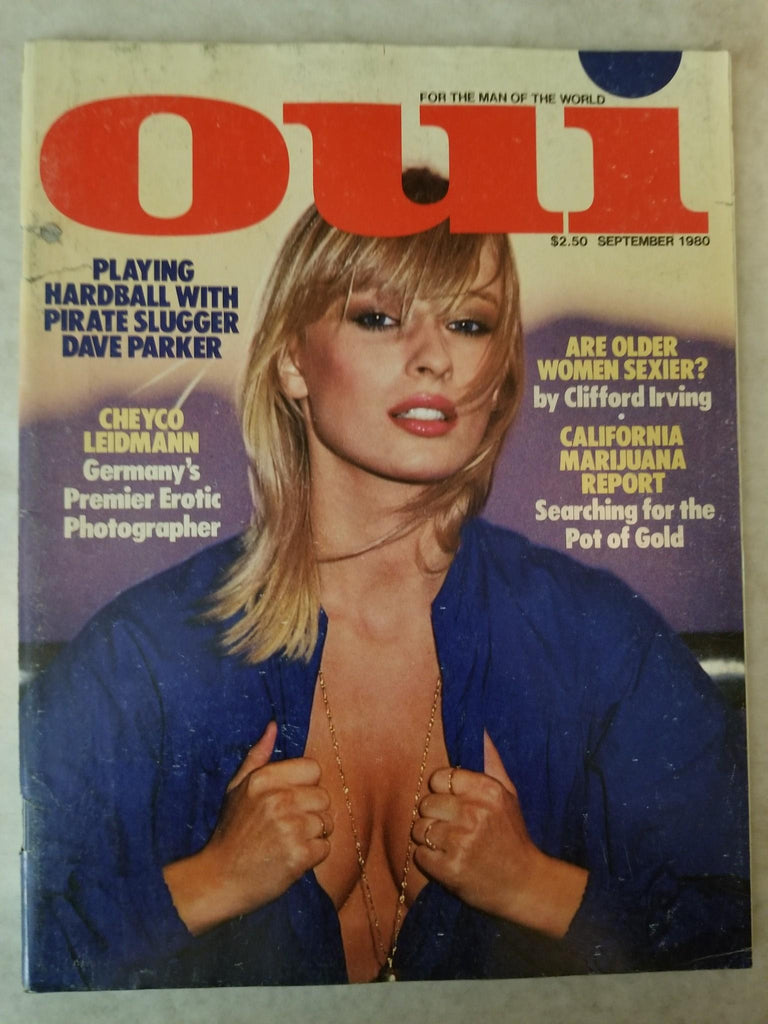 FOR THE MAN OF THE WORLD
oui
$2.50 SEPTEMBER 1980
PLAYING
HARDBALL WITH
PIRATE SLUGGER
DAVE PARKER
CHEYCO
LEIDMANN
Germany's
Premier Erotic
Photographer
ARE OLDER
WOMEN SEXIER?
by Clifford Irving
•
CALIFORNIA
MARIJUANA
REPORT
Searching for the
Pot of Gold